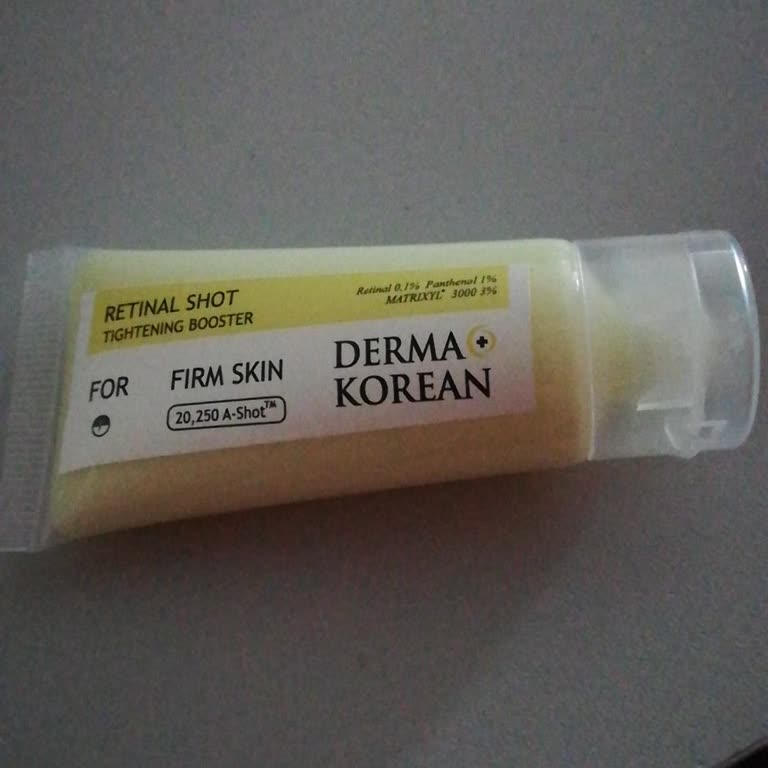 RETINAL SHOT
TIGHTENING BOOSTER
Retinal 0.1% Panthenol 1%
MATRIXYL® 3000 3%
FOR
FIRM SKIN
20,250 A-Shot™
DERMA
KOREAN